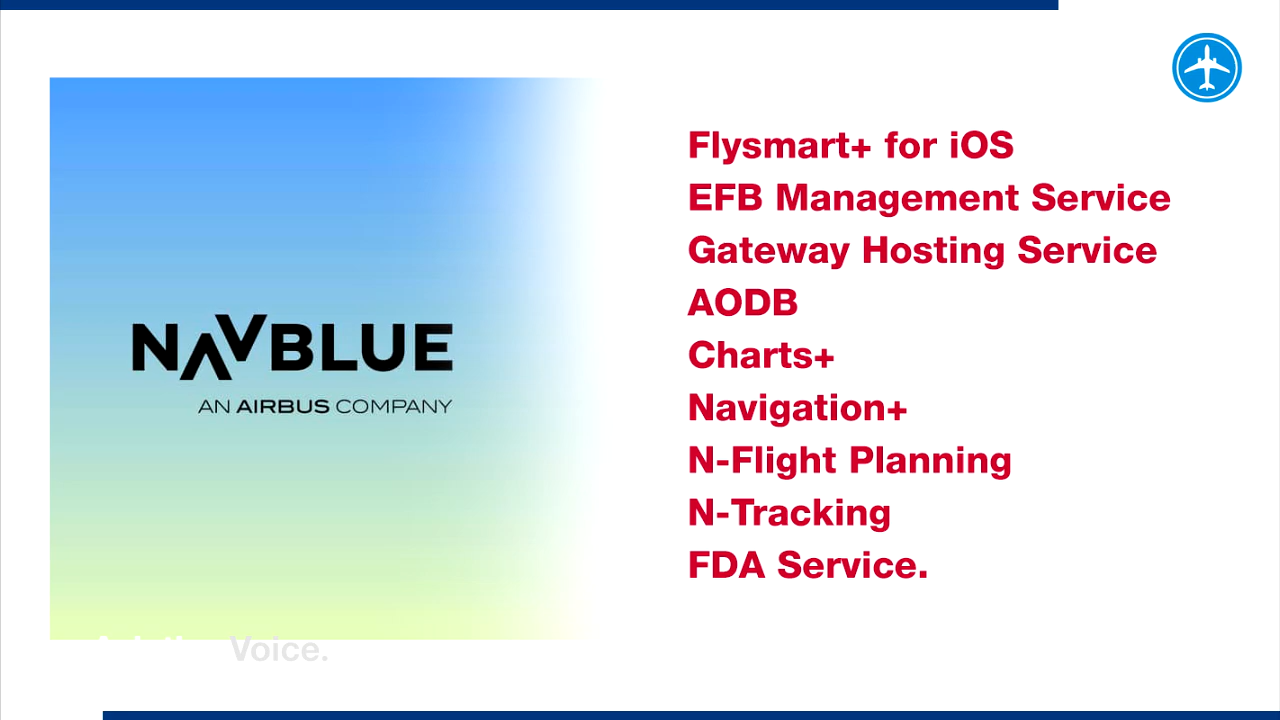 NAVBLUE
AN AIRBUS COMPANY
Flysmart+ for iOS
EFB Management Service
Gateway Hosting Service
AODB
Charts+
Navigation+
N-Flight Planning
N-Tracking
FDA Service.
Voice.